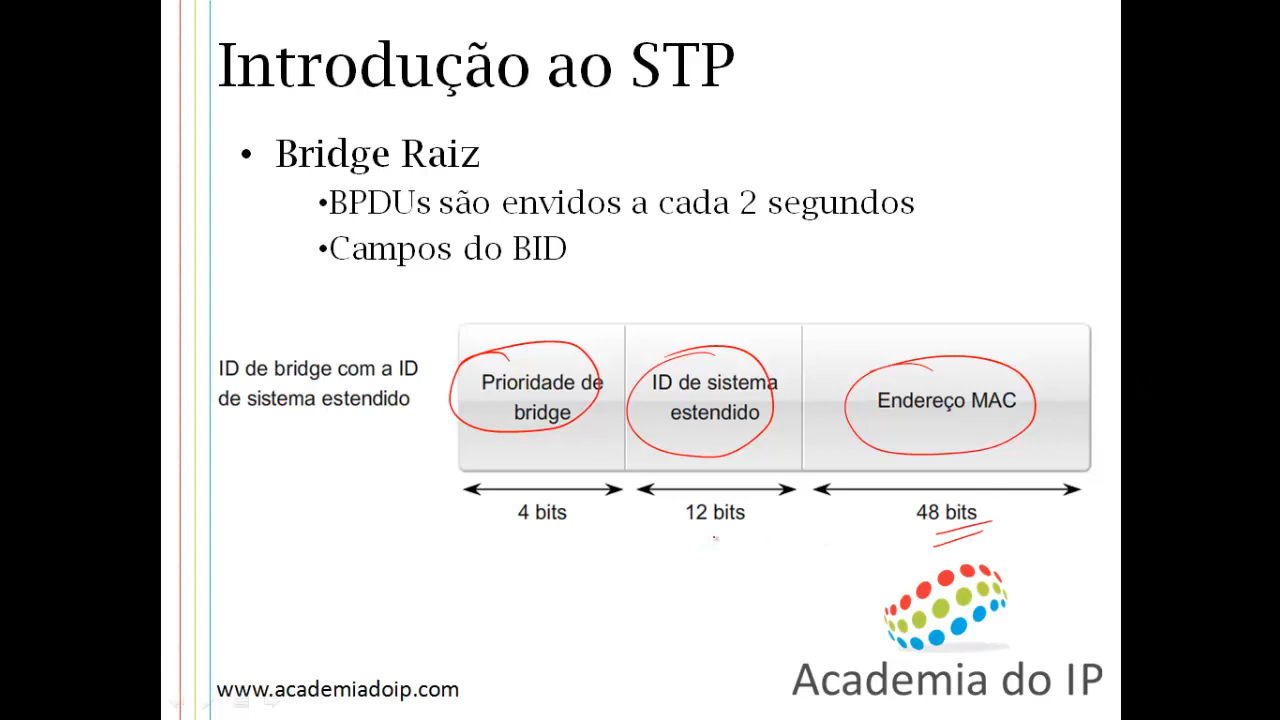 Introdução ao STP
• Bridge Raiz
•BPDUs são envidos a cada 2 segundos
•Campos do BID
ID de bridge com a ID
de sistema estendido
Prioridade de
bridge
ID de sistema
estendido
Endereço MAC
4 bits
12 bits
48 bits
Academia do IP
www.academiadoip.com